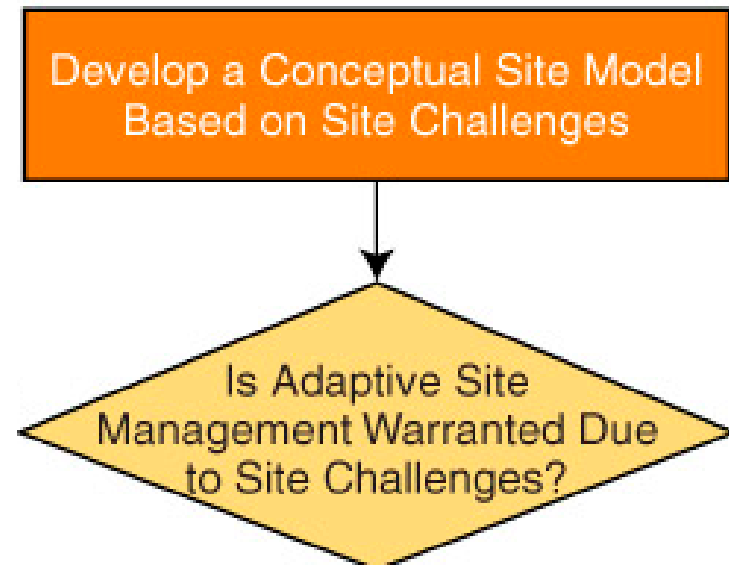 Develop a Conceptual Site Model
Based on Site Challenges
Is Adaptive Site
Management Warranted Due
to Site Challenges?